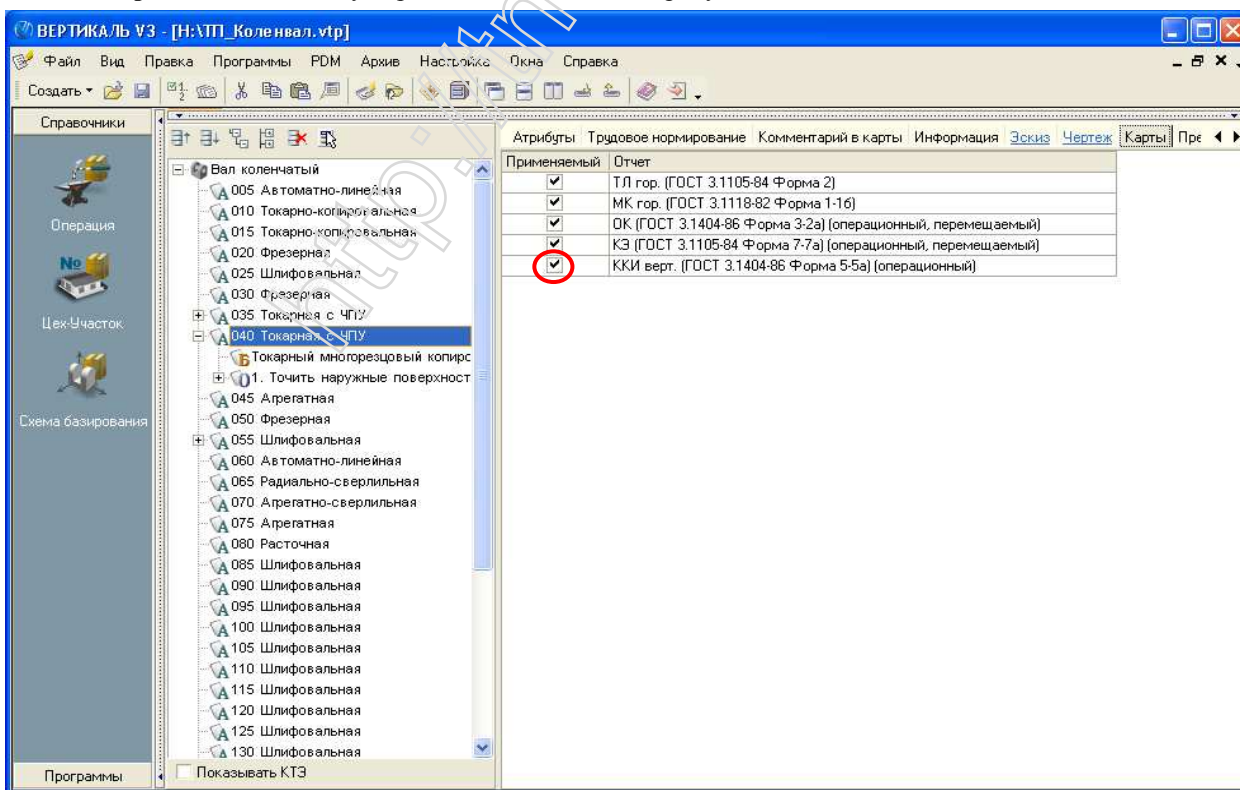 ВЕРТИКАЛЬ V3 - [H:\ТП_Коленвал.vtp]
Файл Вид Правка Программы PDM Архив Настройка Окна Справка
Создать
Справочники
Операция
Цех-Участок
Схема базирования
Программы
Вал коленчатый
005 Автоматно-линейная
010 Токарно-копировальная
015 Токарно-копировальная
020 Фрезерная
025 Шлифовальная
030 Фрезерная
035 Токарная с ЧПУ
040 Токарная с ЧПУ
Токарный многорезцовый копирс
1. Точить наружные поверхност
045 Агрегатная
050 Фрезерная
055 Шлифовальная
060 Автоматно-линейная
065 Радиально-сверлильная
070 Агрегатно-сверлильная
075 Агрегатная
080 Расточная
085 Шлифовальная
090 Шлифовальная
095 Шлифовальная
100 Шлифовальная
105 Шлифовальная
110 Шлифовальная
115 Шлифовальная
120 Шлифовальная
125 Шлифовальная
130 Шлифовальная
Показывать КТЭ
Атрибуты Трудовое нормирование Комментарий в карты Информация Эскиз Чертеж Карты Пре
Применяемый Отчет
ТЛ гор. (ГОСТ 3.1105-84 Форма 2)
МК гор. (ГОСТ 3.1118-82 Форма 1-1б)
ОК (ГОСТ 3.1404-86 Форма 3-2а) (операционный, перемещаемый)
КЭ (ГОСТ 3.1105-84 Форма 7-7а) (операционный, перемещаемый)
ККИ верт. (ГОСТ 3.1404-86 Форма 5-5а) (операционный)